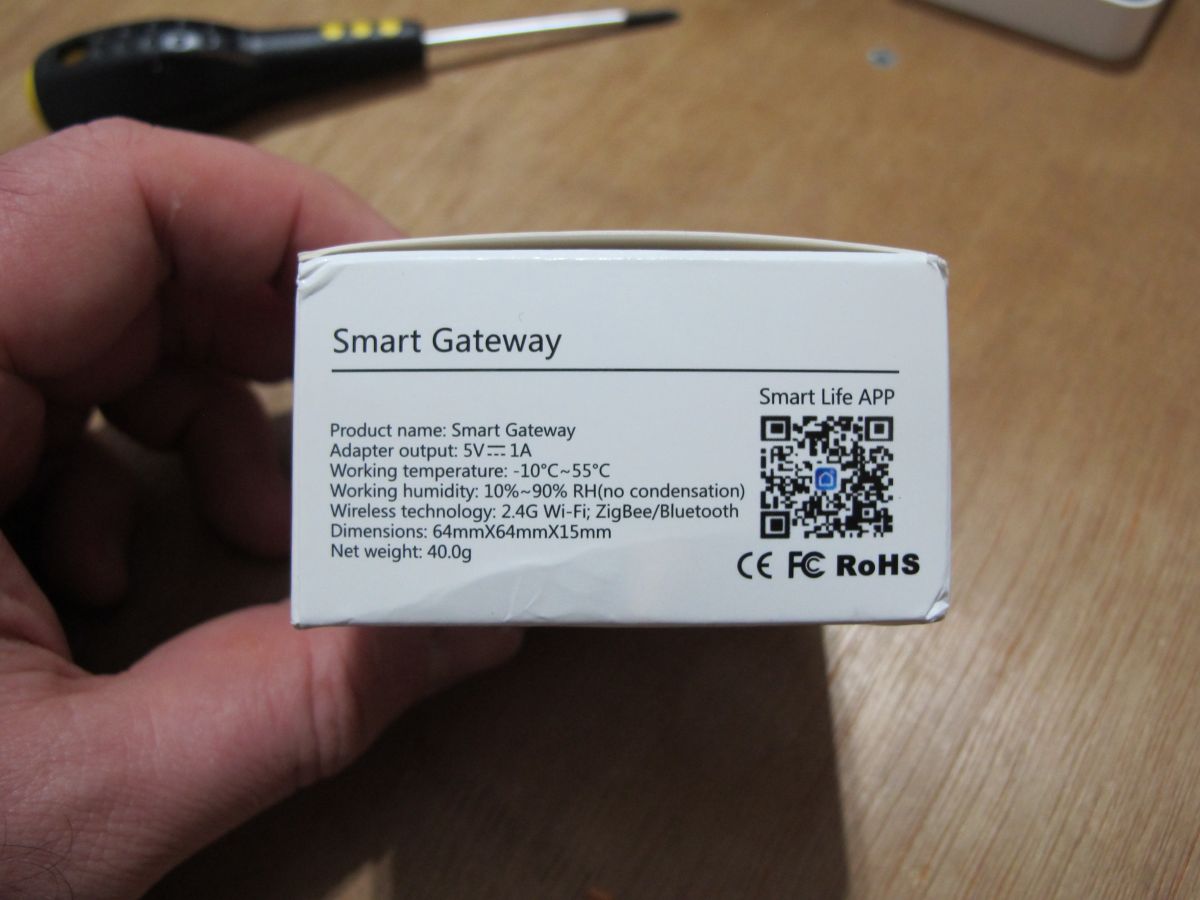 Smart Gateway
Smart Life APP
Product name: Smart Gateway
Adapter output: 5V⎓1A
Working temperature: -10°C~55°C
Working humidity: 10%~90% RH(no condensation)
Wireless technology: 2.4G Wi-Fi; ZigBee/Bluetooth
Dimensions: 64mmX64mmX15mm
Net weight: 40.0g
CE FC RoHS